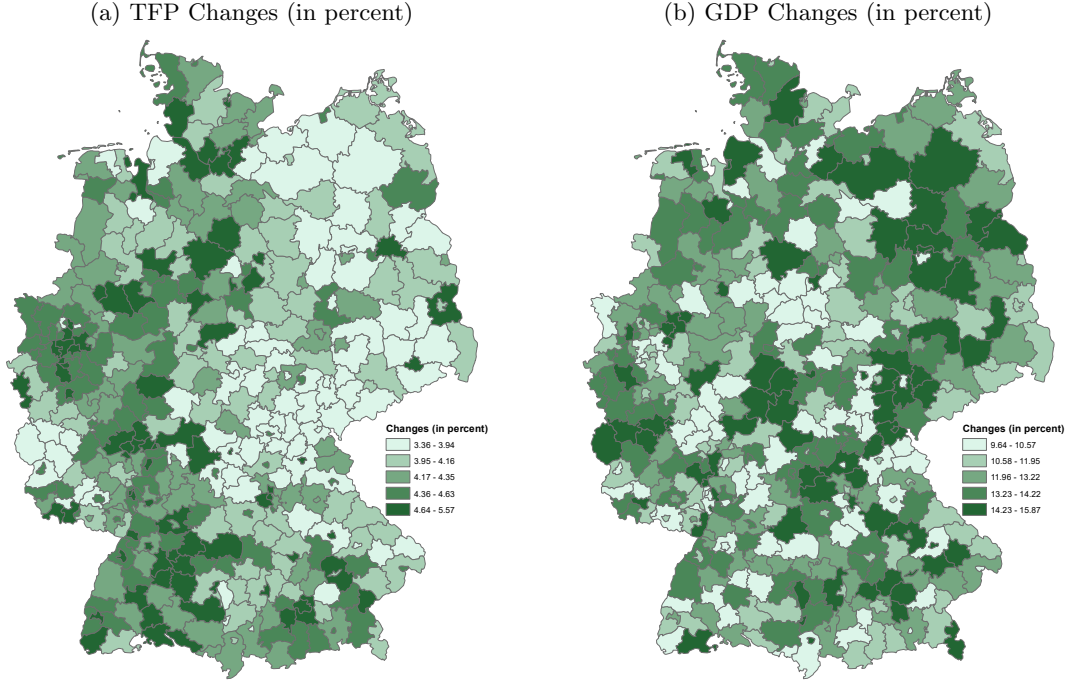 (a) TFP Changes (in percent)
(b) GDP Changes (in percent)
Changes (in percent)
3.36 - 3.94
3.95 - 4.16
4.17 - 4.35
4.36 - 4.63
4.64 - 5.57
Changes (in percent)
9.64 - 10.57
10.58 - 11.95
11.96 - 13.22
13.23 - 14.22
14.23 - 15.87